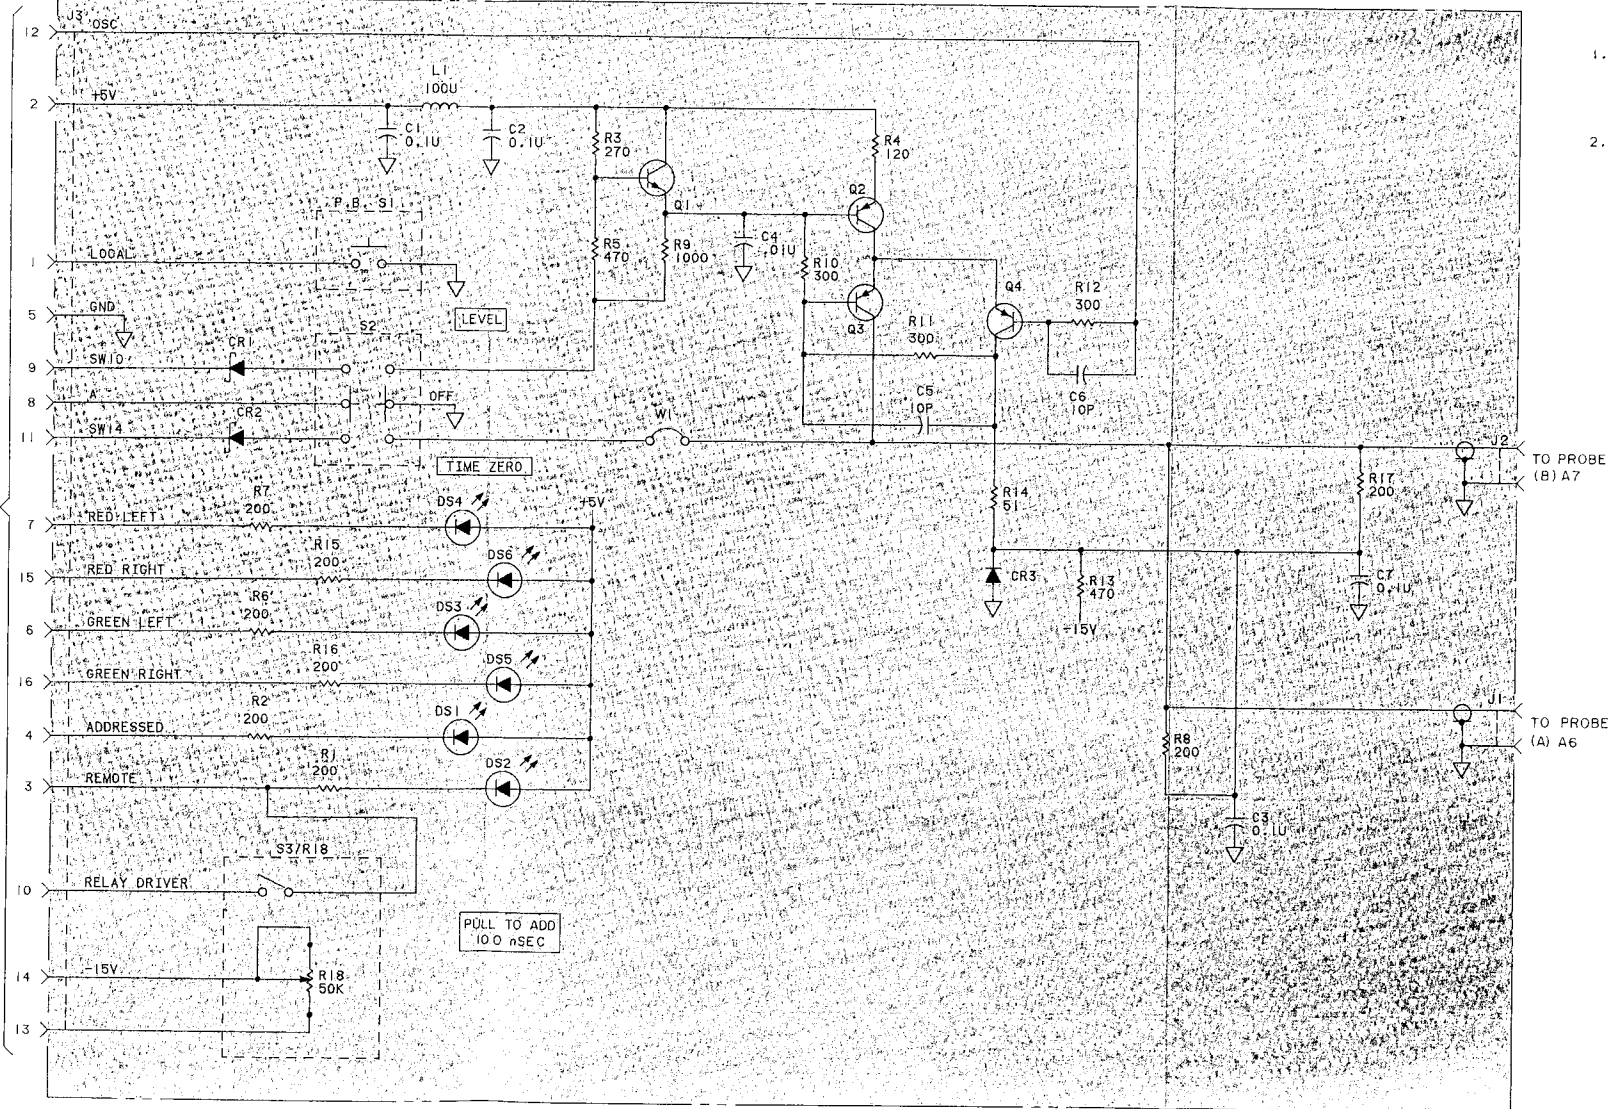 J3 OSC
12
1.
L1
100U
2 +5V
C1
0.1U
C2
0.1U
R3
270
R4
120
2.
Q2
P.B. S1
Q1
1 LOCAL
R5
470
R9
1000
C4
.01U
R10
300
Q4
R12
300
5 GND
LEVEL
S2
Q3
R11
300
CR1
9 SW10
8 A
OFF
C5
10P
C6
10P
CR2
11 SW14
W1
J2
TO PROBE
(B) A7
TIME ZERO
R17
200
R7
200
DS4
+5V
R14
51
7 RED LEFT
R15
200
DS6
15 RED RIGHT
CR3
R13
470
C7
0.1U
R6
200
DS3
6 GREEN LEFT
-15V
R16
200
DS5
16 GREEN RIGHT
R2
200
DS1
J1
TO PROBE
(A) A6
4 ADDRESSED
R8
200
R1
200
DS2
3 REMOTE
C3
0.1U
S3/R18
10 RELAY DRIVER
PULL TO ADD
100 nSEC
14 -15V
R18
50K
13